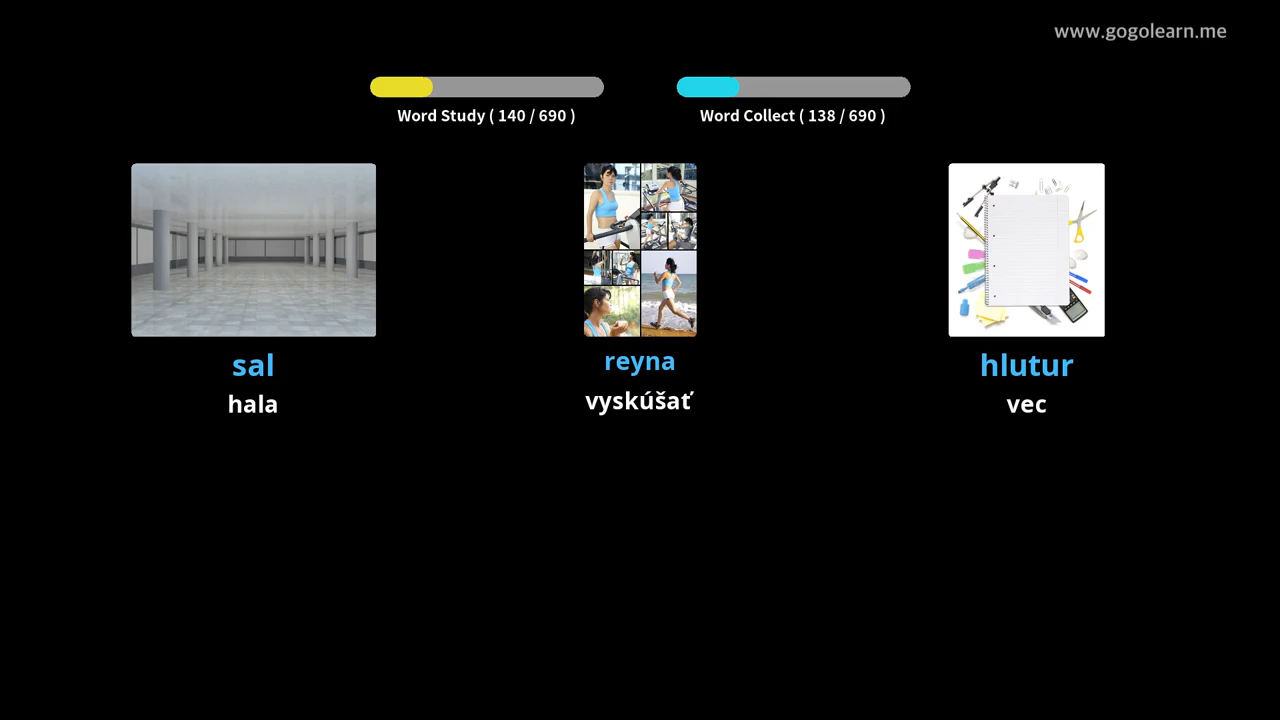 www.gogolearn.me
Word Study ( 140 / 690 )
Word Collect ( 138 / 690 )
sal
hala
reyna
vyskúšať
hlutur
vec